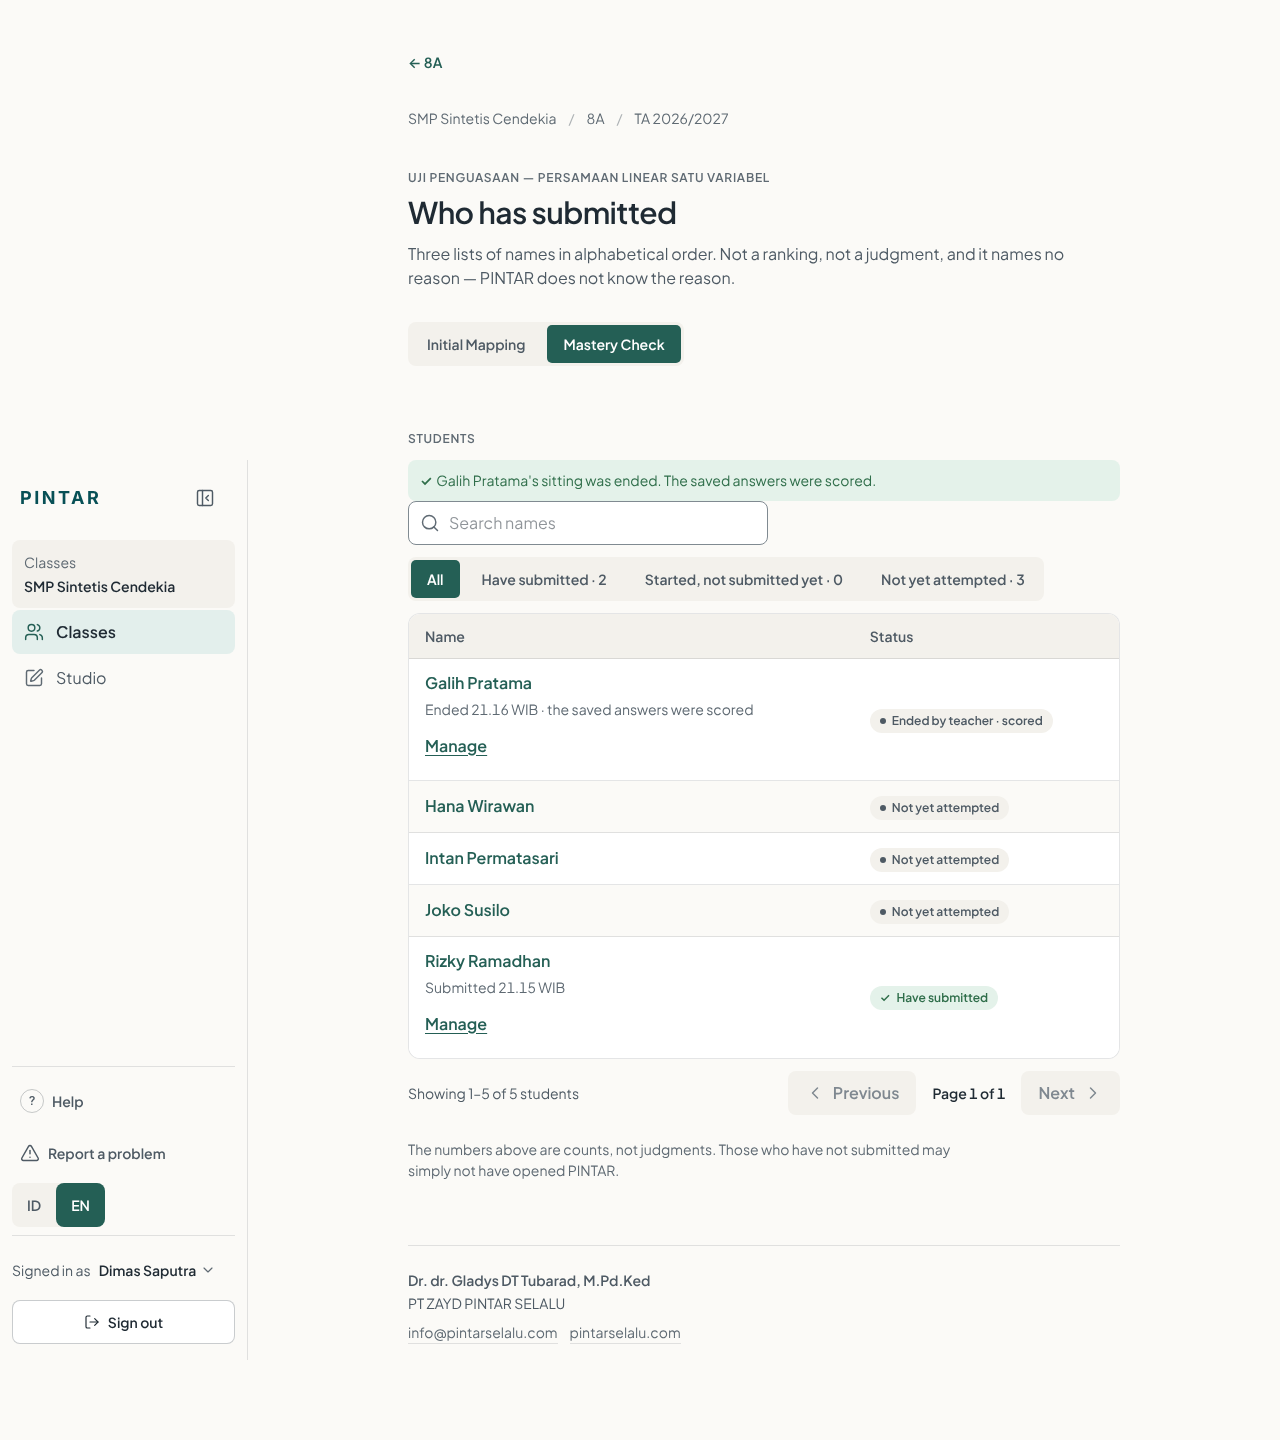 ← 8A
SMP Sintetis Cendekia / 8A / TA 2026/2027
UJI PENGUASAAN — PERSAMAAN LINEAR SATU VARIABEL
Who has submitted
Three lists of names in alphabetical order. Not a ranking, not a judgment, and it names no
reason — PINTAR does not know the reason.
Initial Mapping
Mastery Check
STUDENTS
Galih Pratama's sitting was ended. The saved answers were scored.
Search names
All
Have submitted · 2
Started, not submitted yet · 0
Not yet attempted · 3
Name
Status
Galih Pratama
Ended 21.16 WIB · the saved answers were scored
Manage
Ended by teacher · scored
Hana Wirawan
Not yet attempted
Intan Permatasari
Not yet attempted
Joko Susilo
Not yet attempted
Rizky Ramadhan
Submitted 21.15 WIB
Manage
Have submitted
Showing 1–5 of 5 students
Previous
Page 1 of 1
Next
The numbers above are counts, not judgments. Those who have not submitted may
simply not have opened PINTAR.
Dr. dr. Gladys DT Tubarad, M.Pd.Ked
PT ZAYD PINTAR SELALU
info@pintarselalu.com
pintarselalu.com
PINTAR
Classes
SMP Sintetis Cendekia
Classes
Studio
? Help
Report a problem
ID
EN
Signed in as Dimas Saputra
Sign out